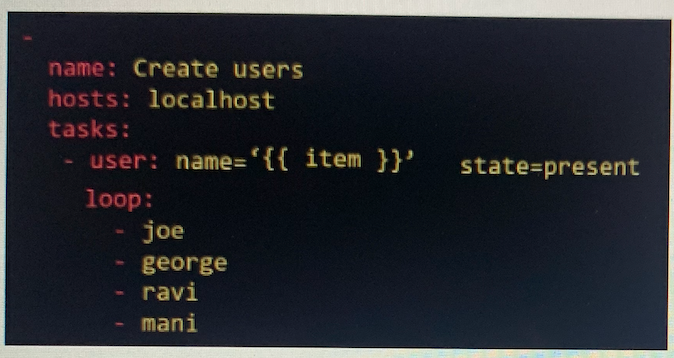 -
name: Create users
hosts: localhost
tasks:
- user: name=‘{{ item }}’ state=present
loop:
- joe
- george
- ravi
- mani